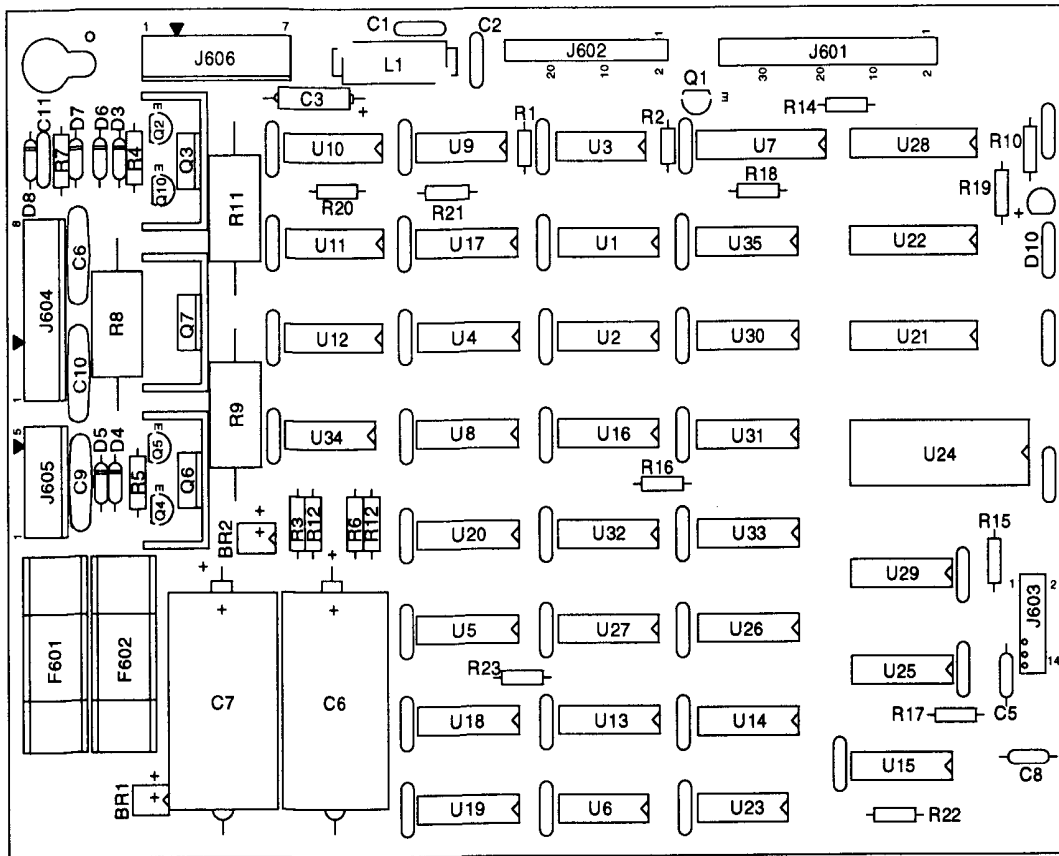 C1 C2
1 7
J606
L1
J602
20 10 2
1
J601
30 20 10 2
1
Q1
E
C3
+
R14
C11 D7 D6 D3
R7 R4
E
Q2
Q3
E
Q10
D8
R11
U10 U9 R1 U3 R2 U7 U28 R10
R20 R21 R18 R19
+
8
C6
J604
R8
Q7
U11 U17 U1 U35 U22 D10
U12 U4 U2 U30 U21
1
C10
R9
5
J605
C9
D5 D4
R5
E
Q5
Q6
E
Q4
1
U34 U8 U16 U31 U24
R16
BR2
+
+
R3 R12 R6 R12
U20 U32 U33 R15
U29
1 2
J603
14
+ +
+ +
F601 F602
C7 C6
U5 U27 U26
R23
U25
R17 C5
U18 U13 U14
U15 C8
BR1
+
+
U19 U6 U23 R22